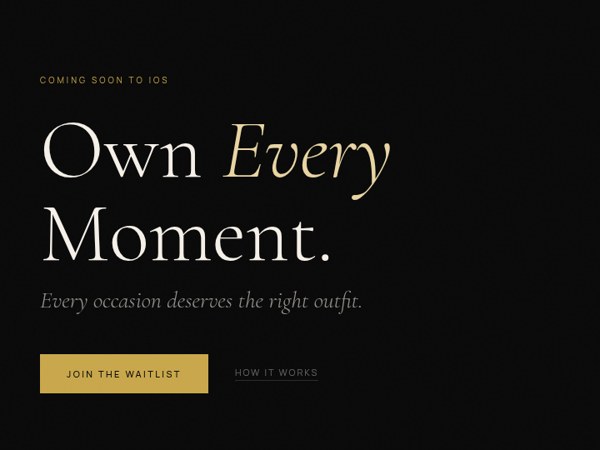 COMING SOON TO IOS
Own Every
Moment.
Every occasion deserves the right outfit.
JOIN THE WAITLIST
HOW IT WORKS